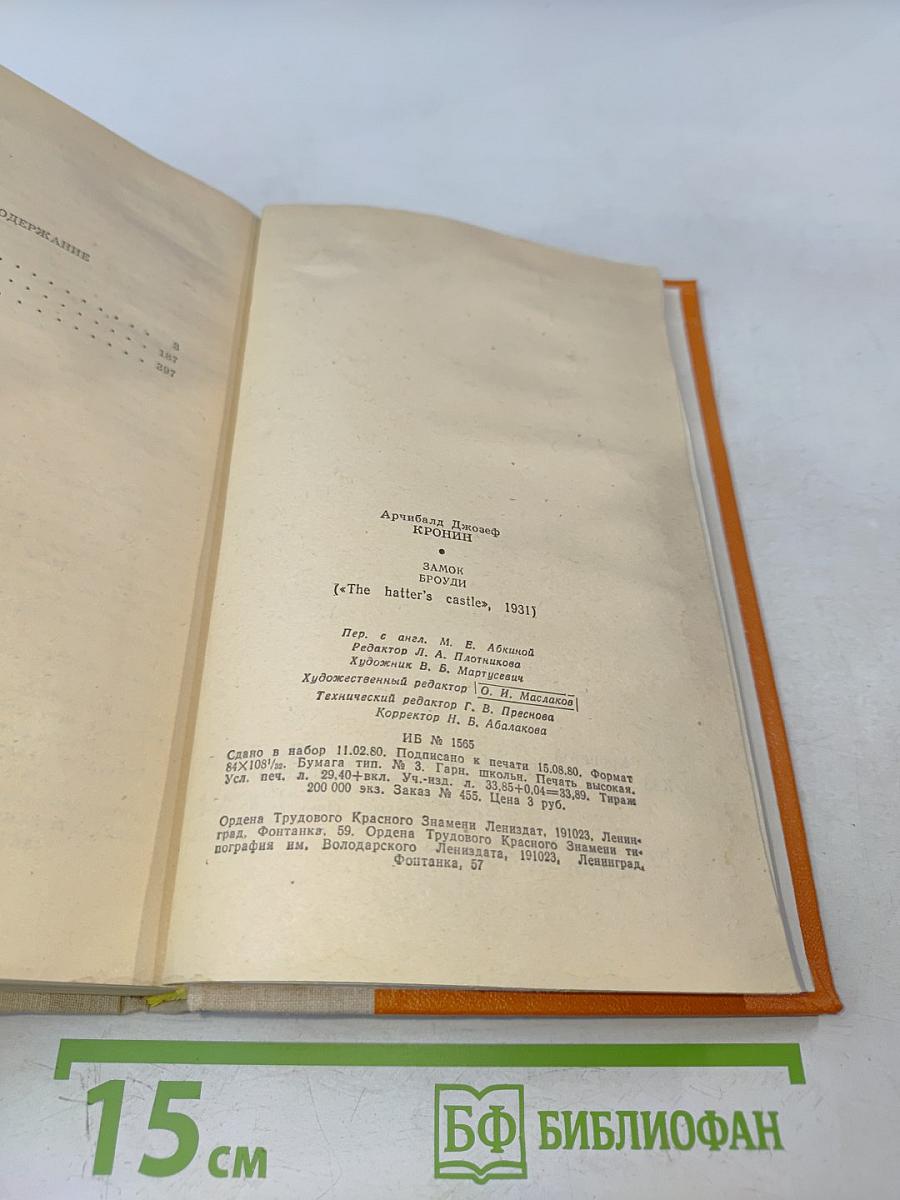 ОДЕРЖАНИЕ
3
187
397
Арчибалд Джозеф
КРОНИН
ЗАМОК
БРОУДИ
(«The hatter's castle», 1931)
Пер. с англ. М. Е. Абкиной
Редактор Л. А. Плотникова
Художник В. Б. Мартусевич
Художественный редактор О. И. Маслаков
Технический редактор Г. В. Преснова
Корректор Н. Б. Абалакова
ИБ № 1565
Сдано в набор 11.02.80. Подписано к печати 15.08.80. Формат
84×108¹/₃₂. Бумага тип. № 3. Гарн. школьн. Печать высокая.
Усл. печ. л. 29,40+вкл. Уч.-изд. л. 33,85+0,04=33,89. Тираж
200 000 экз. Заказ № 455. Цена 3 руб.
Ордена Трудового Красного Знамени Лениздат, 191023, Ленин-
град, Фонтанка, 59. Ордена Трудового Красного Знамени ти-
пография им. Володарского Лениздата, 191023, Ленинград,
Фонтанка, 57
15 см
БФ БИБЛИОФАН